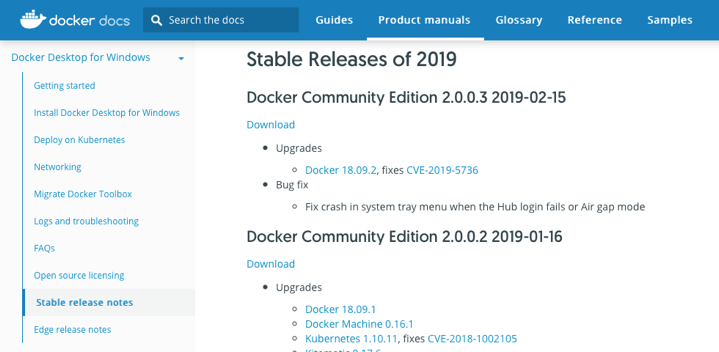 docker docs
Search the docs
Guides
Product manuals
Glossary
Reference
Samples
Docker Desktop for Windows
Getting started
Install Docker Desktop for Windows
Deploy on Kubernetes
Networking
Migrate Docker Toolbox
Logs and troubleshooting
FAQs
Open source licensing
Stable release notes
Edge release notes
Stable Releases of 2019
Docker Community Edition 2.0.0.3 2019-02-15
Download
Upgrades
Docker 18.09.2, fixes CVE-2019-5736
Bug fix
Fix crash in system tray menu when the Hub login fails or Air gap mode
Docker Community Edition 2.0.0.2 2019-01-16
Download
Upgrades
Docker 18.09.1
Docker Machine 0.16.1
Kubernetes 1.10.11, fixes CVE-2018-1002105